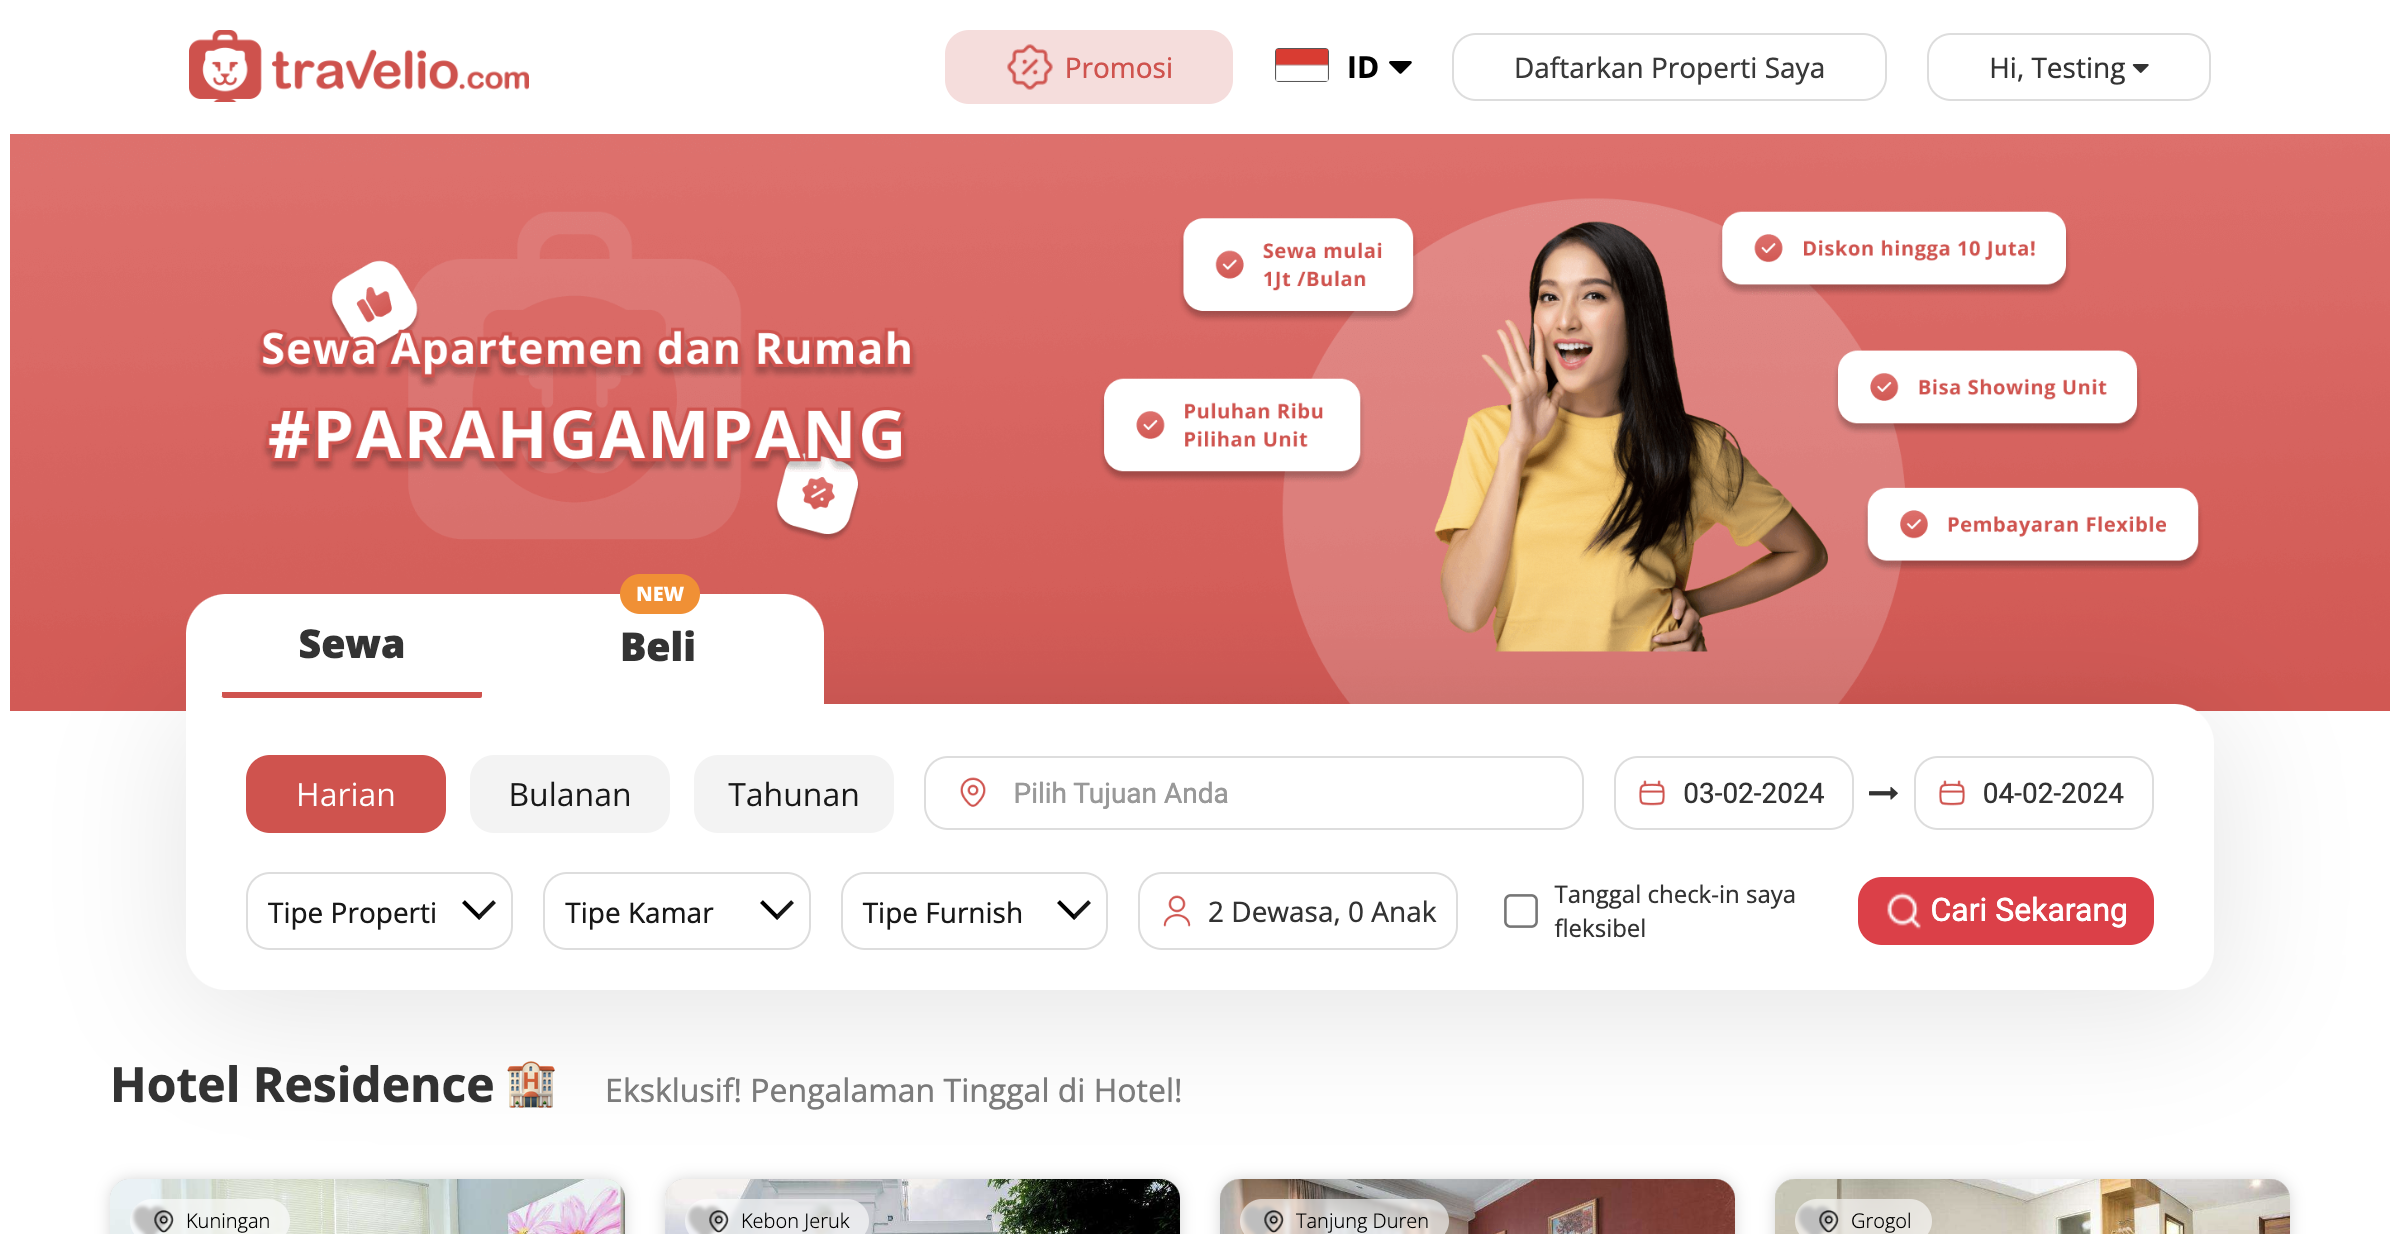 travelio.com
Promosi
ID
Daftarkan Properti Saya
Hi, Testing
Sewa Apartemen dan Rumah
#PARAHGAMPANG
Sewa mulai
1Jt /Bulan
Puluhan Ribu
Pilihan Unit
Diskon hingga 10 Juta!
Bisa Showing Unit
Pembayaran Flexible
Sewa
NEW
Beli
Harian
Bulanan
Tahunan
Pilih Tujuan Anda
03-02-2024
04-02-2024
Tipe Properti
Tipe Kamar
Tipe Furnish
2 Dewasa, 0 Anak
Tanggal check-in saya
fleksibel
Cari Sekarang
Hotel Residence
Eksklusif! Pengalaman Tinggal di Hotel!
Kuningan
Kebon Jeruk
Tanjung Duren
Grogol